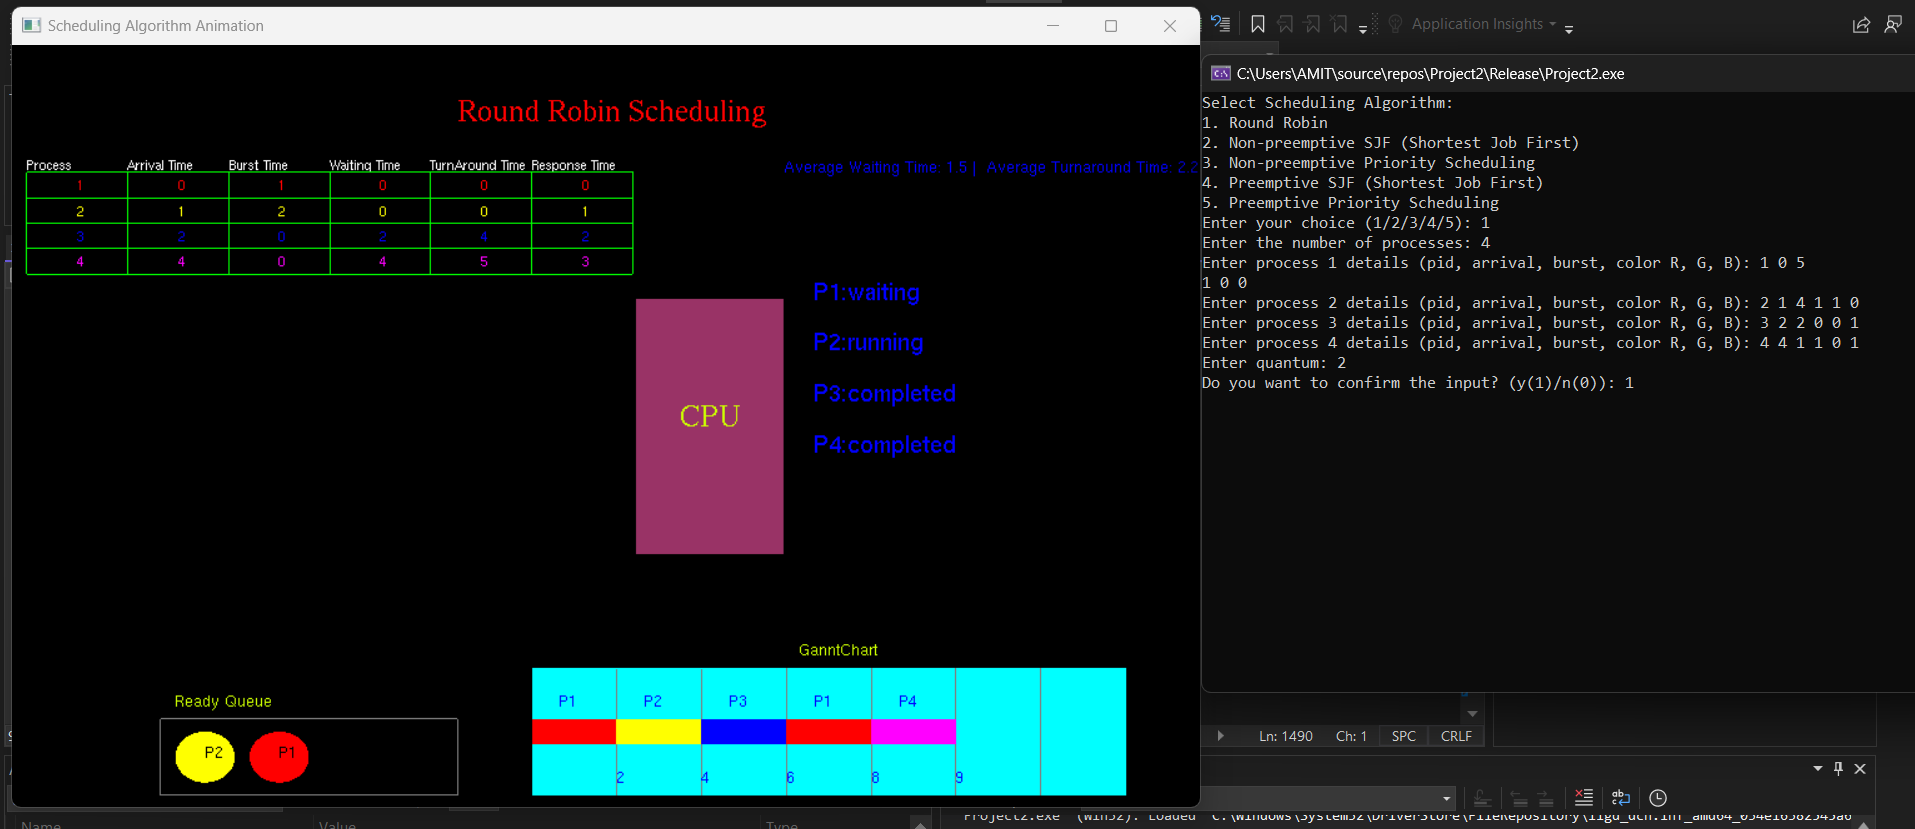 Scheduling Algorithm Animation
Round Robin Scheduling
Process Arrival Time Burst Time Waiting Time TurnAround Time Response Time
1 0 1 0 0 0
2 1 2 0 0 1
3 2 0 2 4 2
4 4 0 4 5 3
Average Waiting Time: 1.5 | Average Turnaround Time: 2.2
P1:waiting
P2:running
P3:completed
P4:completed
CPU
GanntChart
P1 P2 P3 P1 P4
2 4 6 8 9
Ready Queue
P2 P1
Application Insights
C:\Users\AMIT\source\repos\Project2\Release\Project2.exe
Select Scheduling Algorithm:
1. Round Robin
2. Non-preemptive SJF (Shortest Job First)
3. Non-preemptive Priority Scheduling
4. Preemptive SJF (Shortest Job First)
5. Preemptive Priority Scheduling
Enter your choice (1/2/3/4/5): 1
Enter the number of processes: 4
Enter process 1 details (pid, arrival, burst, color R, G, B): 1 0 5
1 0 0
Enter process 2 details (pid, arrival, burst, color R, G, B): 2 1 4 1 1 0
Enter process 3 details (pid, arrival, burst, color R, G, B): 3 2 2 0 0 1
Enter process 4 details (pid, arrival, burst, color R, G, B): 4 4 1 1 0 1
Enter quantum: 2
Do you want to confirm the input? (y(1)/n(0)): 1
Ln: 1490 Ch: 1 SPC CRLF
Name Value Type
'Project2.exe' (Win32): Loaded 'C:\Windows\System32\DriverStore\FileRepository\